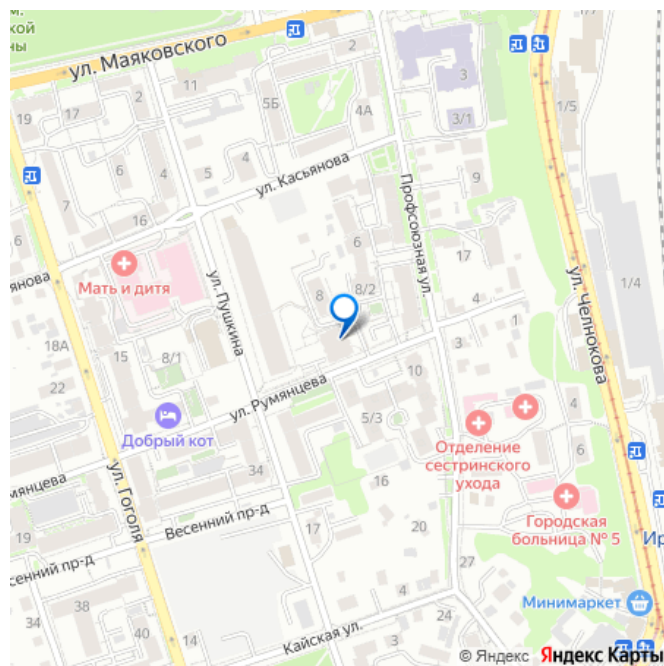 м.
ской
ны
ул. Маяковского
2
3
11
2
19
17
5Б
4А
3/1
1/5
6
4
5
4
ул. Касьянова
Профсоюзная ул.
9
7
16
6
17
янова
Мать и дитя
ул. Пушкина
8
8/2
4
1/4
ул. Челнокова
1
18А
15
8/1
3
22
10
ул. Румянцева
5/3
4
Добрый кот
Отделение
сестринского
ухода
6
мянцева
ул. Гоголя
34
16
Городская
больница № 5
Ир
19
Весенний пр-д
17
20
сенний пр-д
27
38
4
24
Минимаркет
34
40
14
Кайская ул.
3
6
© Яндекс Яндекс Карты